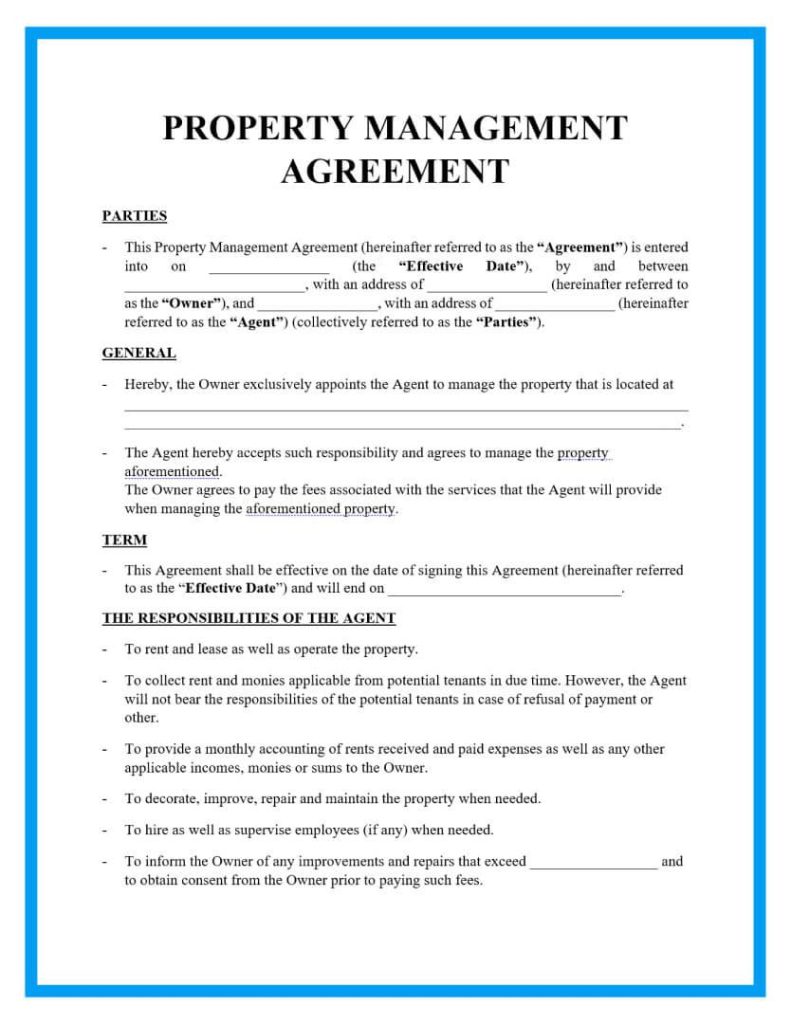 PROPERTY MANAGEMENT
AGREEMENT
PARTIES
- This Property Management Agreement (hereinafter referred to as the “Agreement”) is entered
into on ________________ (the “Effective Date”), by and between
________________________, with an address of ________________ (hereinafter referred to
as the “Owner”), and ________________, with an address of ________________ (hereinafter
referred to as the “Agent”) (collectively referred to as the “Parties”).
GENERAL
- Hereby, the Owner exclusively appoints the Agent to manage the property that is located at
____________________________________________________________________________
___________________________________________________________________________.
- The Agent hereby accepts such responsibility and agrees to manage the property
aforementioned.
The Owner agrees to pay the fees associated with the services that the Agent will provide
when managing the aforementioned property.
TERM
- This Agreement shall be effective on the date of signing this Agreement (hereinafter referred
to as the “Effective Date”) and will end on _______________________________.
THE RESPONSIBILITIES OF THE AGENT
- To rent and lease as well as operate the property.
- To collect rent and monies applicable from potential tenants in due time. However, the Agent
will not bear the responsibilities of the potential tenants in case of refusal of payment or
other.
- To provide a monthly accounting of rents received and paid expenses as well as any other
applicable incomes, monies or sums to the Owner.
- To decorate, improve, repair and maintain the property when needed.
- To hire as well as supervise employees (if any) when needed.
- To inform the Owner of any improvements and repairs that exceed _________________ and
to obtain consent from the Owner prior to paying such fees.